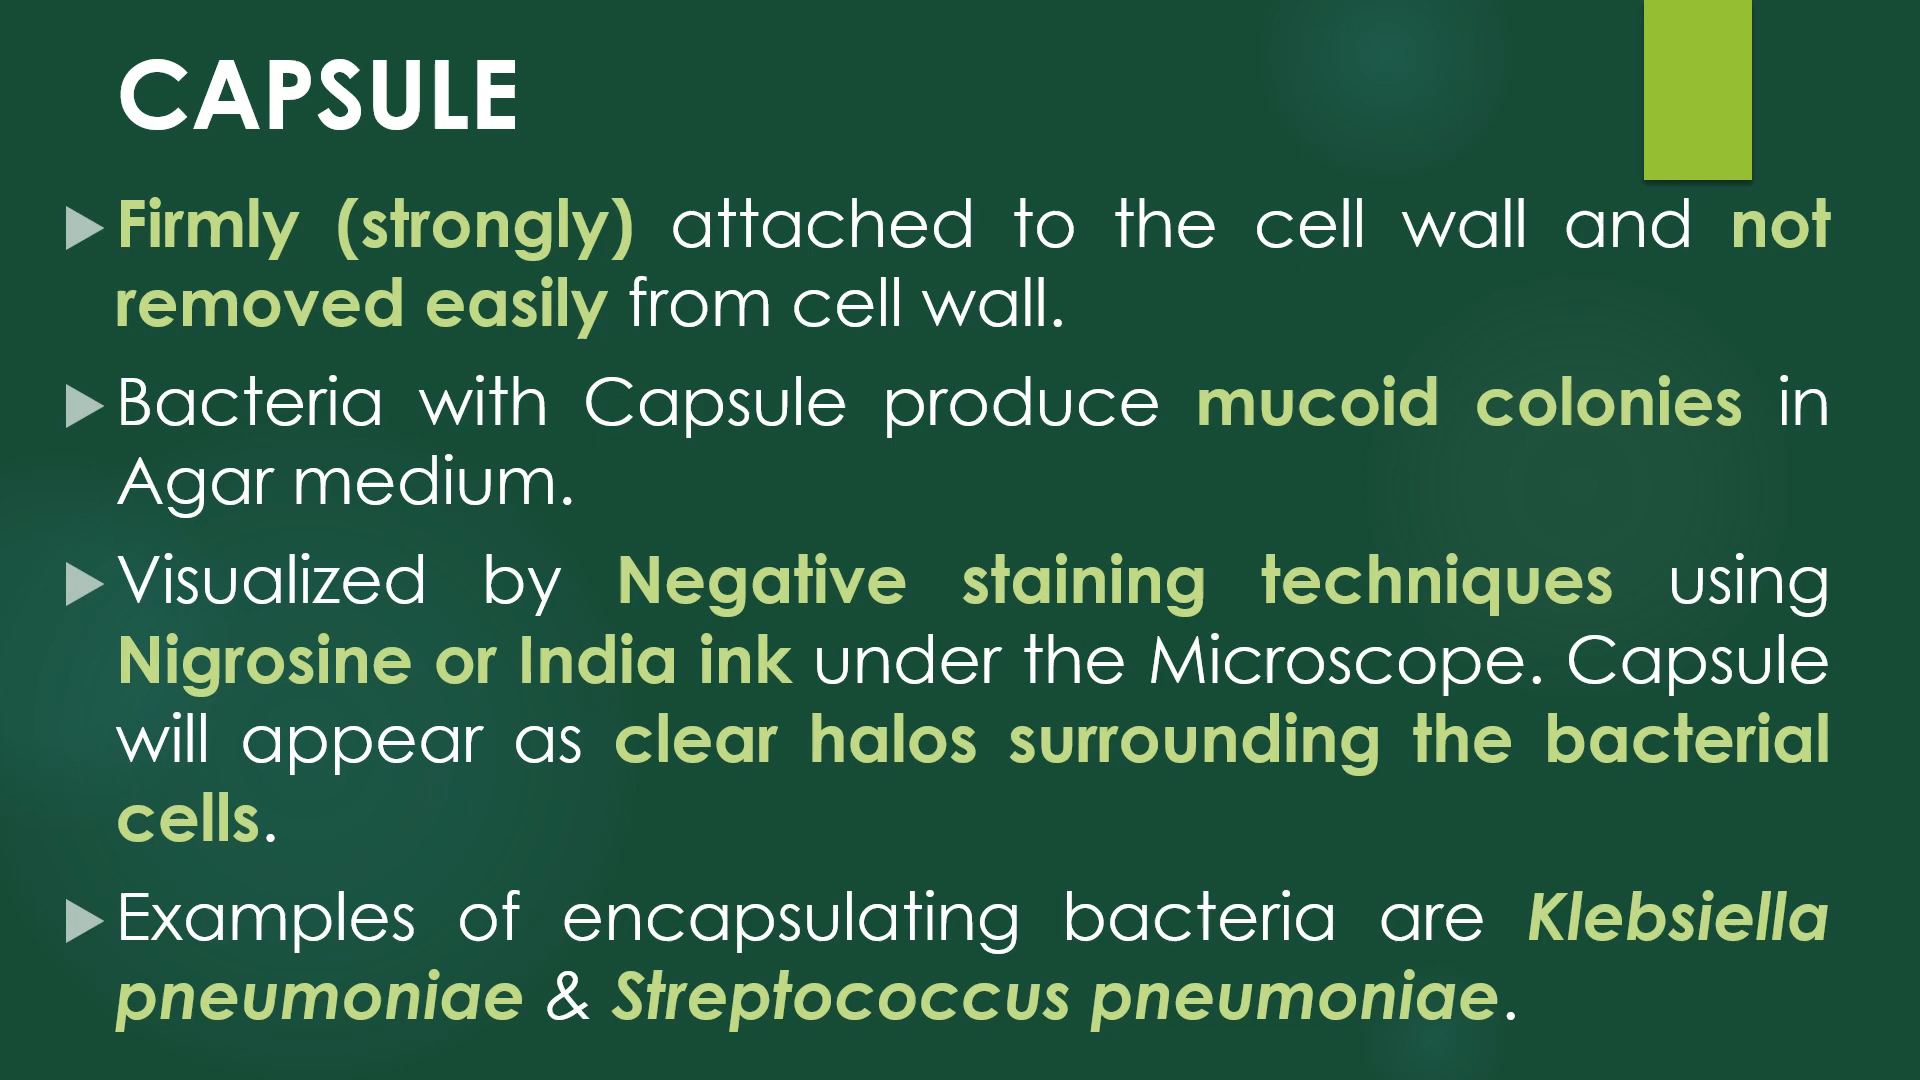 CAPSULE
Firmly (strongly) attached to the cell wall and not
removed easily from cell wall.
Bacteria with Capsule produce mucoid colonies in
Agar medium.
Visualized by Negative staining techniques using
Nigrosine or India ink under the Microscope. Capsule
will appear as clear halos surrounding the bacterial
cells.
Examples of encapsulating bacteria are Klebsiella
pneumoniae & Streptococcus pneumoniae.